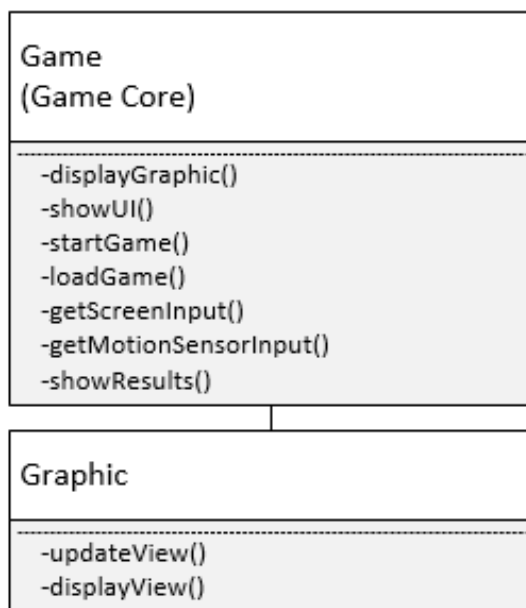 Game
(Game Core)
-displayGraphic()
-showUI()
-startGame()
-loadGame()
-getScreenInput()
-getMotionSensorInput()
-showResults()
Graphic
-updateView()
-displayView()